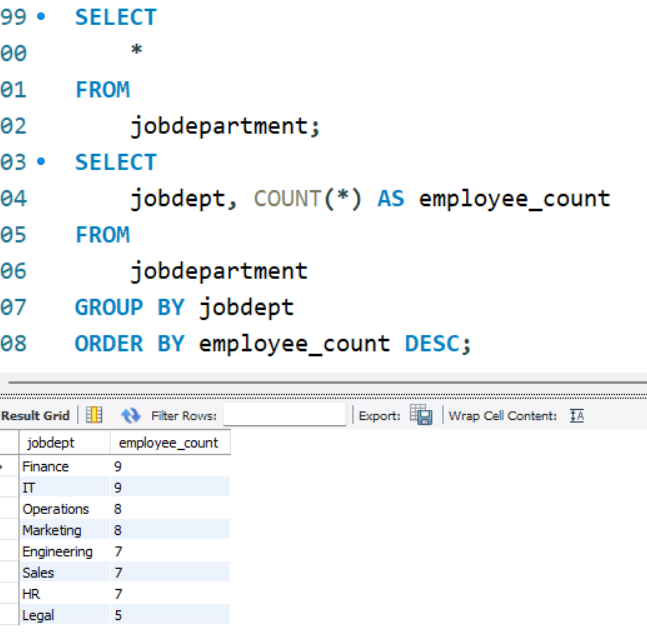 99 SELECT
00 *
01 FROM
02 jobdepartment;
03 SELECT
04 jobdept, COUNT(*) AS employee_count
05 FROM
06 jobdepartment
07 GROUP BY jobdept
08 ORDER BY employee_count DESC;
Result Grid Filter Rows: Export: Wrap Cell Content: IA
jobdept employee_count
Finance 9
IT 9
Operations 8
Marketing 8
Engineering 7
Sales 7
HR 7
Legal 5